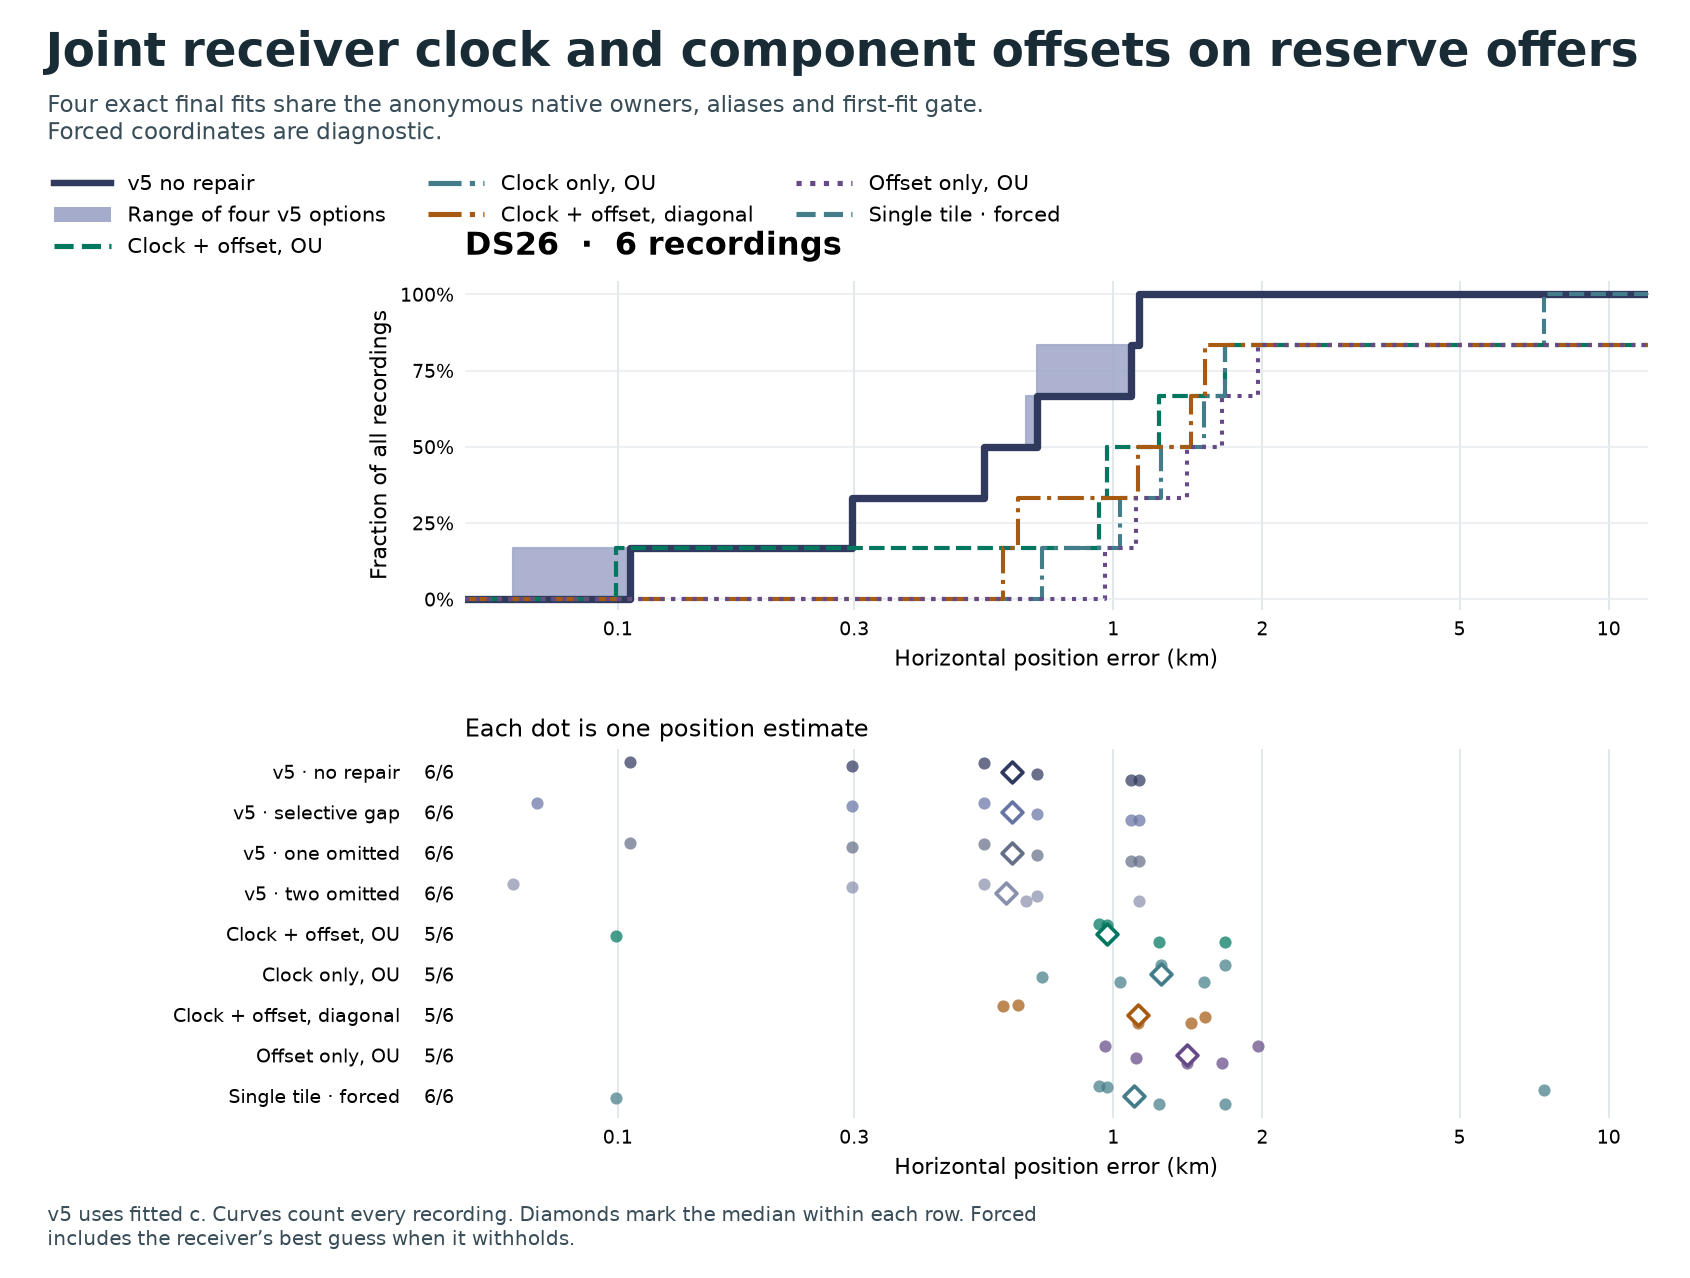 Joint receiver clock and component offsets on reserve offers
Four exact final fits share the anonymous native owners, aliases and first-fit gate.
Forced coordinates are diagnostic.
v5 no repair
Range of four v5 options
Clock + offset, OU
Clock only, OU
Clock + offset, diagonal
Offset only, OU
Single tile · forced
DS26 · 6 recordings
Fraction of all recordings
100%
75%
50%
25%
0%
0.1 0.3 1 2 5 10
Horizontal position error (km)
Each dot is one position estimate
v5 · no repair 6/6
v5 · selective gap 6/6
v5 · one omitted 6/6
v5 · two omitted 6/6
Clock + offset, OU 5/6
Clock only, OU 5/6
Clock + offset, diagonal 5/6
Offset only, OU 5/6
Single tile · forced 6/6
0.1 0.3 1 2 5 10
Horizontal position error (km)
v5 uses fitted c. Curves count every recording. Diamonds mark the median within each row. Forced
includes the receiver’s best guess when it withholds.